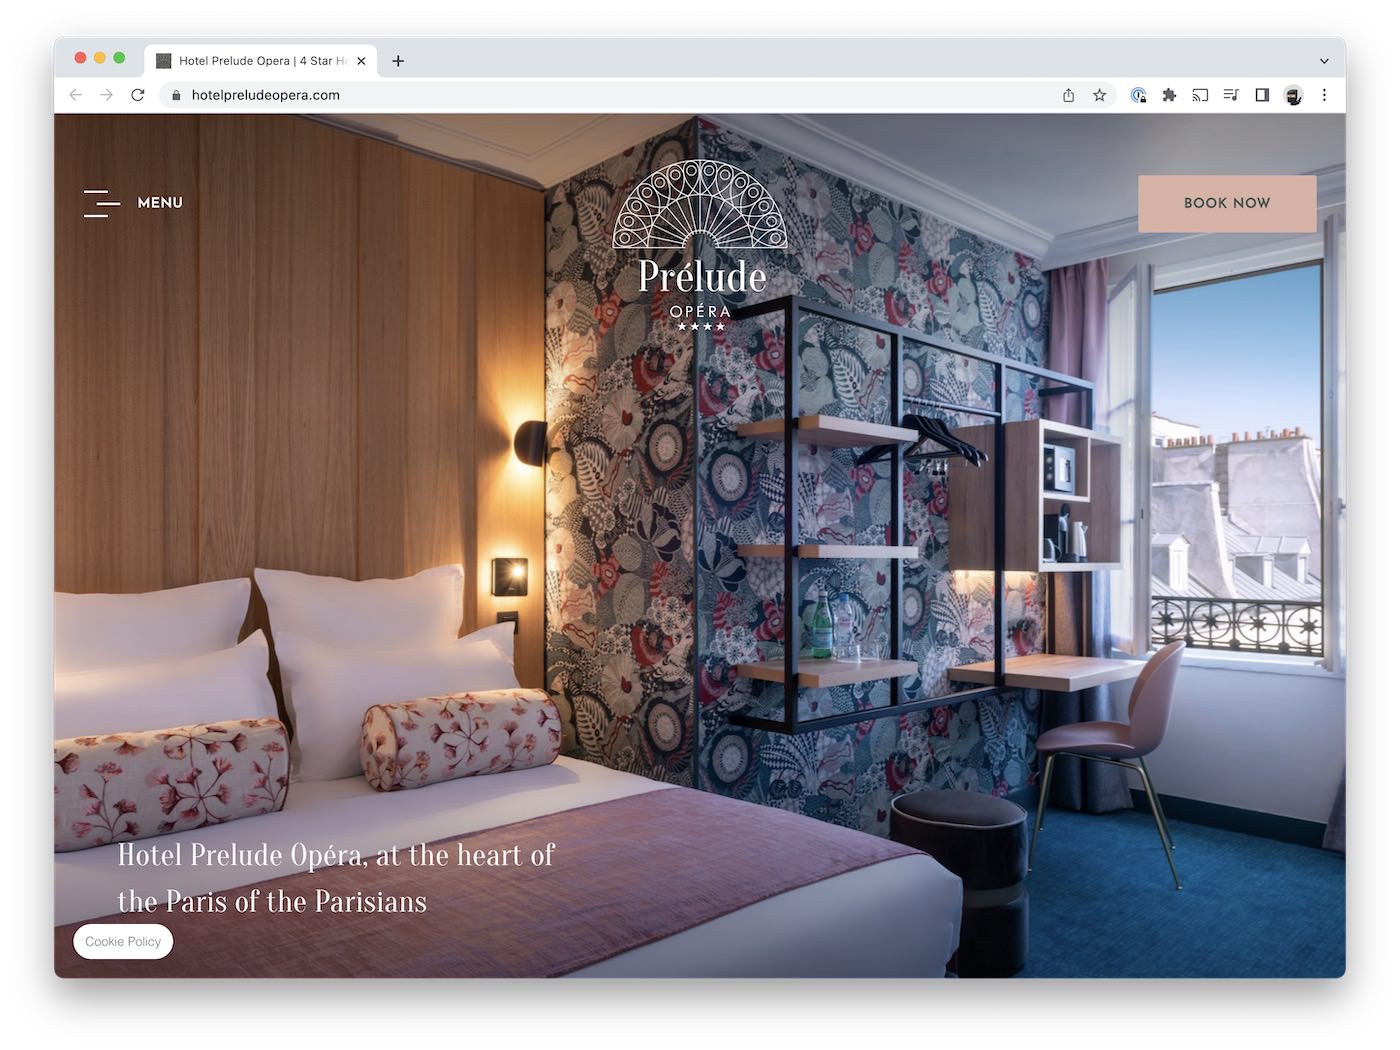 Hotel Prelude Opera | 4 Star H
hotelpreludeopera.com
MENU
BOOK NOW
Prélude
OPÉRA
Hotel Prelude Opéra, at the heart of
the Paris of the Parisians
Cookie Policy